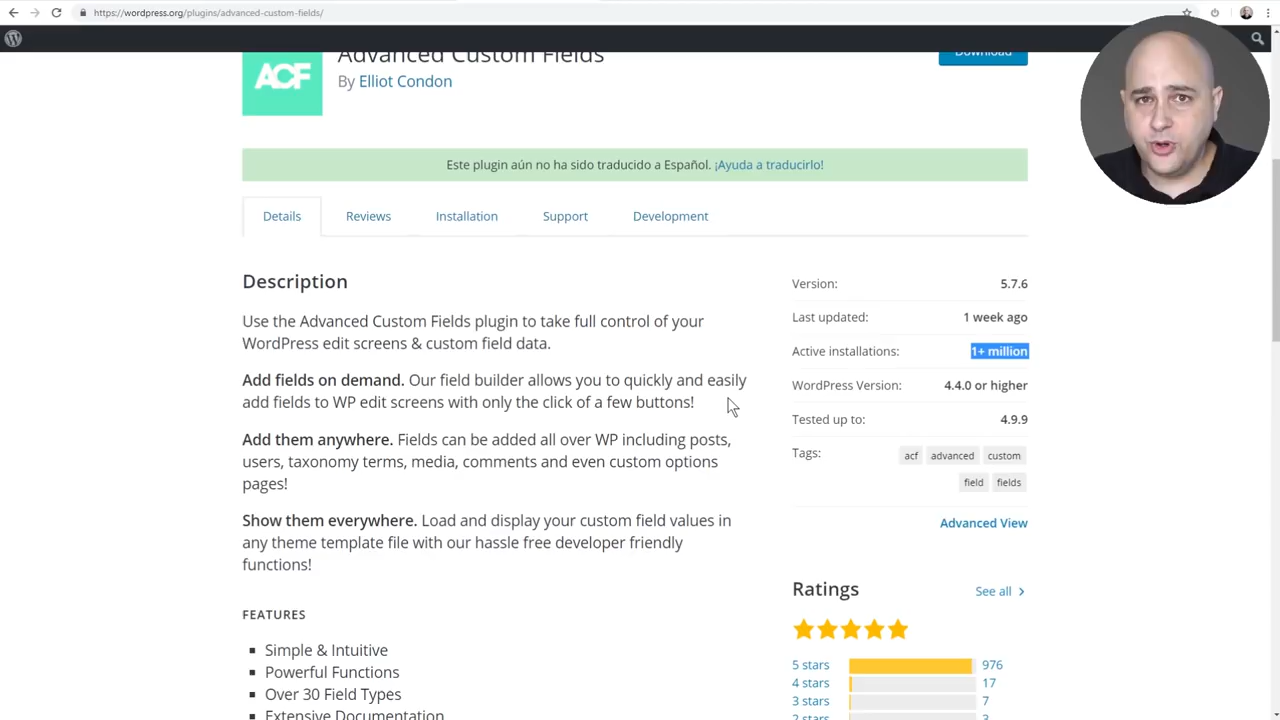 https://wordpress.org/plugins/advanced-custom-fields/
ACF
Advanced Custom Fields
By Elliot Condon
Download
Este plugin aún no ha sido traducido a Español. ¡Ayuda a traducirlo!
Details
Reviews
Installation
Support
Development
Description
Use the Advanced Custom Fields plugin to take full control of your
WordPress edit screens & custom field data.
Add fields on demand. Our field builder allows you to quickly and easily
add fields to WP edit screens with only the click of a few buttons!
Add them anywhere. Fields can be added all over WP including posts,
users, taxonomy terms, media, comments and even custom options
pages!
Show them everywhere. Load and display your custom field values in
any theme template file with our hassle free developer friendly
functions!
FEATURES
Simple & Intuitive
Powerful Functions
Over 30 Field Types
Extensive Documentation
Version: 5.7.6
Last updated: 1 week ago
Active installations: 1+ million
WordPress Version: 4.4.0 or higher
Tested up to: 4.9.9
Tags: acf advanced custom
field fields
Advanced View
Ratings See all
5 stars 976
4 stars 17
3 stars 7
2 stars 3